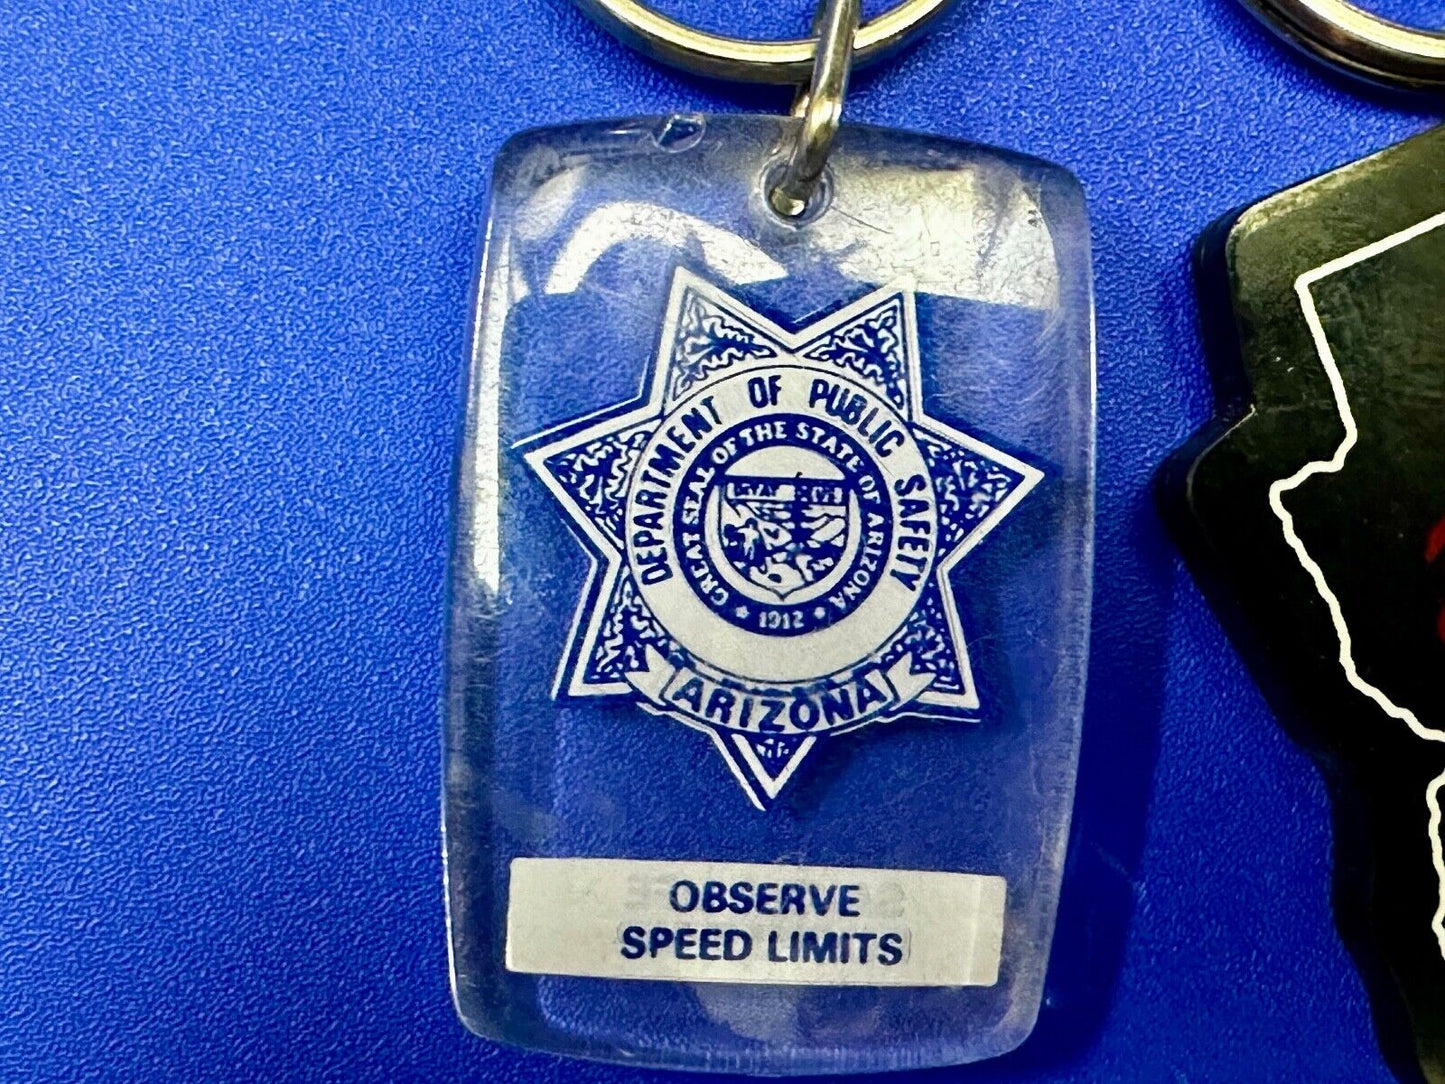 DEPARTMENT OF PUBLIC SAFETY
GREAT SEAL OF THE STATE OF ARIZONA
1912
ARIZONA
OBSERVE
SPEED LIMITS